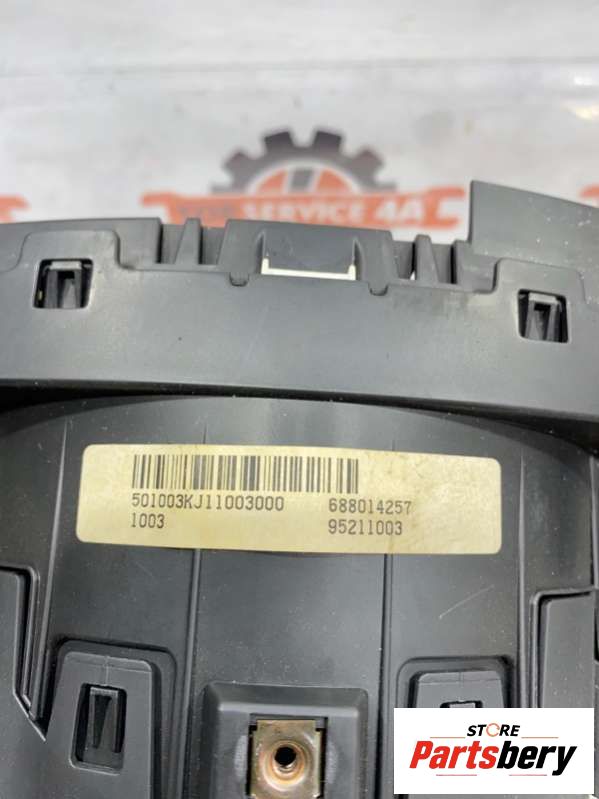 SERVICE 4A
501003KJ11003000 688014257
1003 95211003
STORE
Partsbery